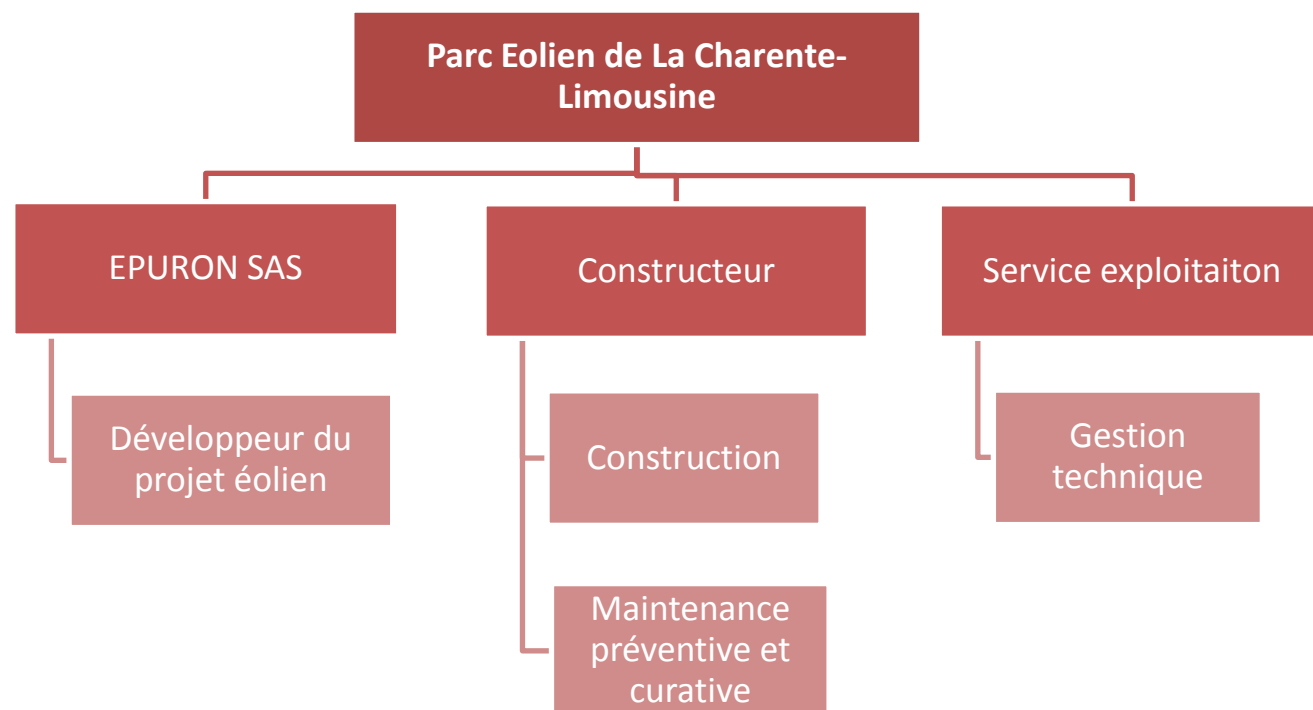 Parc Eolien de La Charente-
Limousine
EPURON SAS
Constructeur
Service exploitaiton
Développeur du
projet éolien
Construction
Gestion
technique
Maintenance
préventive et
curative